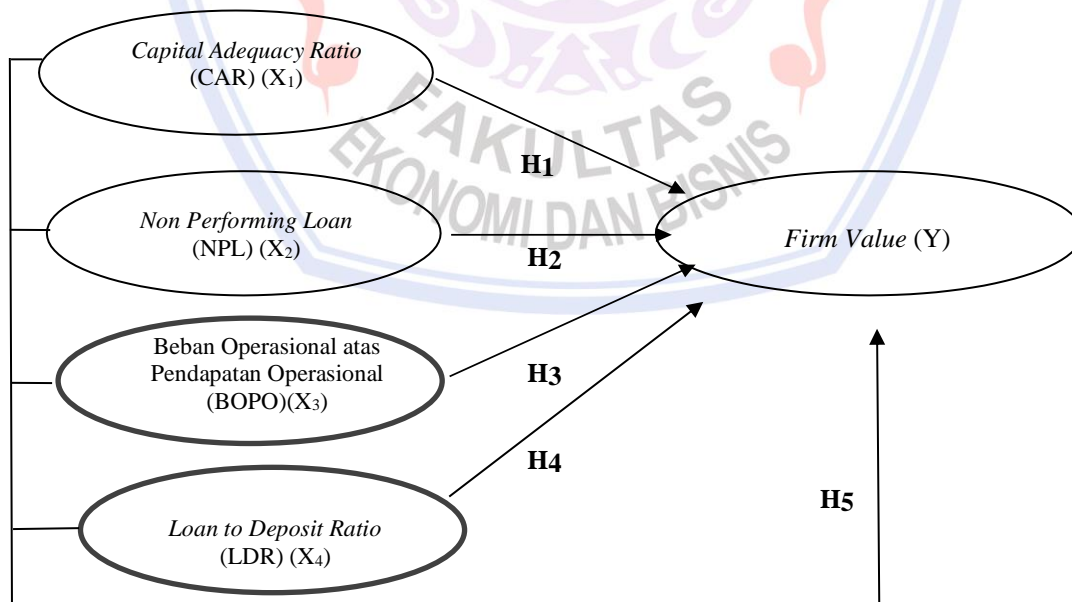 Capital Adequacy Ratio
(CAR) (X₁)
H1
Non Performing Loan
(NPL) (X₂)
H2
Firm Value (Y)
Beban Operasional atas
Pendapatan Operasional
(BOPO)(X₃)
H3
Loan to Deposit Ratio
(LDR) (X₄)
H4
H5
FAKULTAS
EKONOMI DAN BISNIS